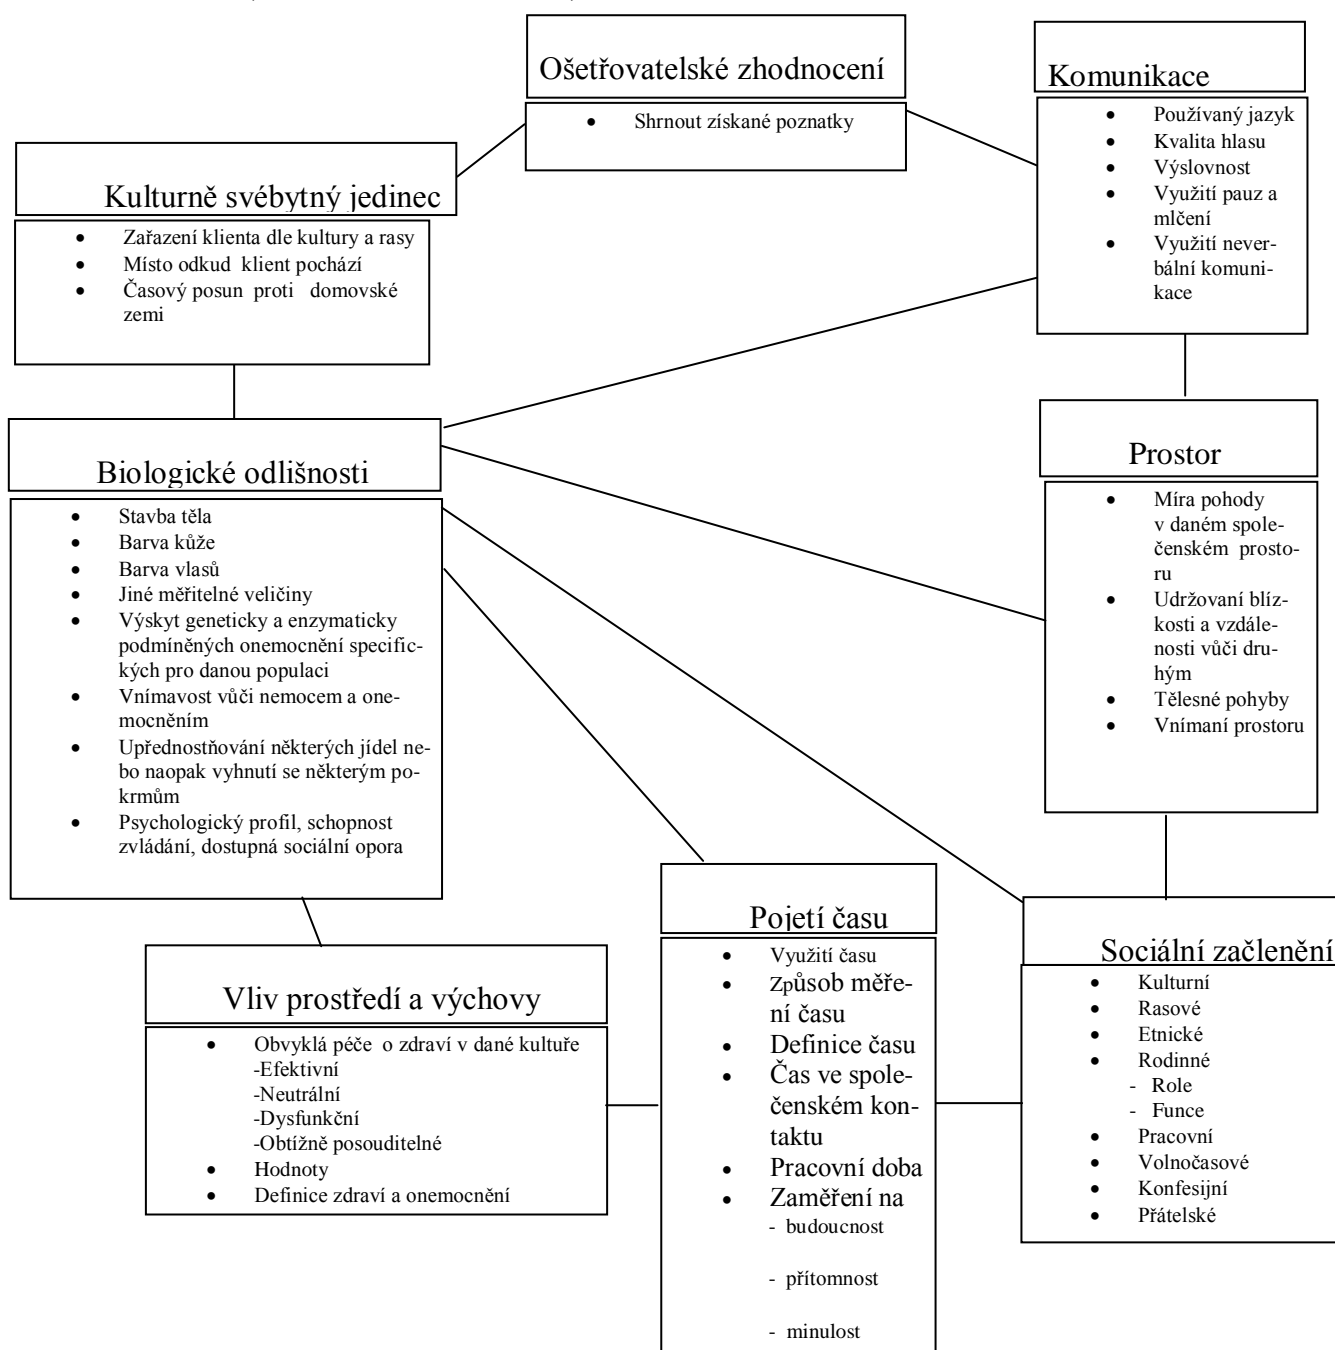 Ošetřovatelské zhodnocení
• Shrnout získané poznatky
Komunikace
• Používaný jazyk
• Kvalita hlasu
• Výslovnost
• Využití pauz a
mlčení
• Využití never-
bální komuni-
kace
Kulturně svébytný jedinec
• Zařazení klienta dle kultury a rasy
• Místo odkud klient pochází
• Časový posun proti domovské
zemi
Biologické odlišnosti
• Stavba těla
• Barva kůže
• Barva vlasů
• Jiné měřitelné veličiny
• Výskyt geneticky a enzymaticky
podmíněných onemocnění specific-
kých pro danou populaci
• Vnímavost vůči nemocem a one-
mocněním
• Upřednostňování některých jídel ne-
bo naopak vyhnutí se některým po-
krmům
• Psychologický profil, schopnost
zvládání, dostupná sociální opora
Prostor
• Míra pohody
v daném spole-
čenském prosto-
ru
• Udržovaní blíz-
kosti a vzdále-
nosti vůči dru-
hým
• Tělesné pohyby
• Vnímaní prostoru
Vliv prostředí a výchovy
• Obvyklá péče o zdraví v dané kultuře
-Efektivní
-Neutrální
-Dysfunkční
-Obtížně posouditelné
• Hodnoty
• Definice zdraví a onemocnění
Pojetí času
• Využití času
• Způsob měře-
ní času
• Definice času
• Čas ve spole-
čenském kon-
taktu
• Pracovní doba
• Zaměření na
- budoucnost
- přítomnost
- minulost
Sociální začlenění
• Kulturní
• Rasové
• Etnické
• Rodinné
- Role
- Funce
• Pracovní
• Volnočasové
• Konfesijní
• Přátelské